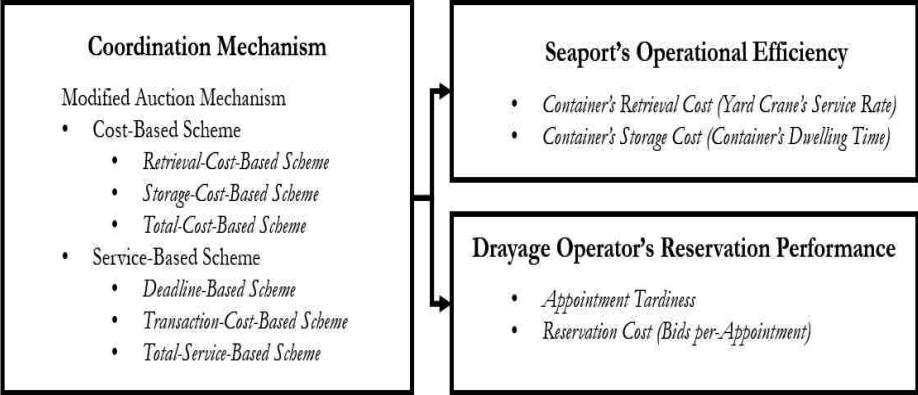 Coordination Mechanism
Modified Auction Mechanism
• Cost-Based Scheme
• Retrieval-Cost-Based Scheme
• Storage-Cost-Based Scheme
• Total-Cost-Based Scheme
• Service-Based Scheme
• Deadline-Based Scheme
• Transaction-Cost-Based Scheme
• Total-Service-Based Scheme
Seaport's Operational Efficiency
• Container's Retrieval Cost (Yard Crane's Service Rate)
• Container's Storage Cost (Container's Dwelling Time)
Drayage Operator's Reservation Performance
• Appointment Tardiness
• Reservation Cost (Bids per-Appointment)